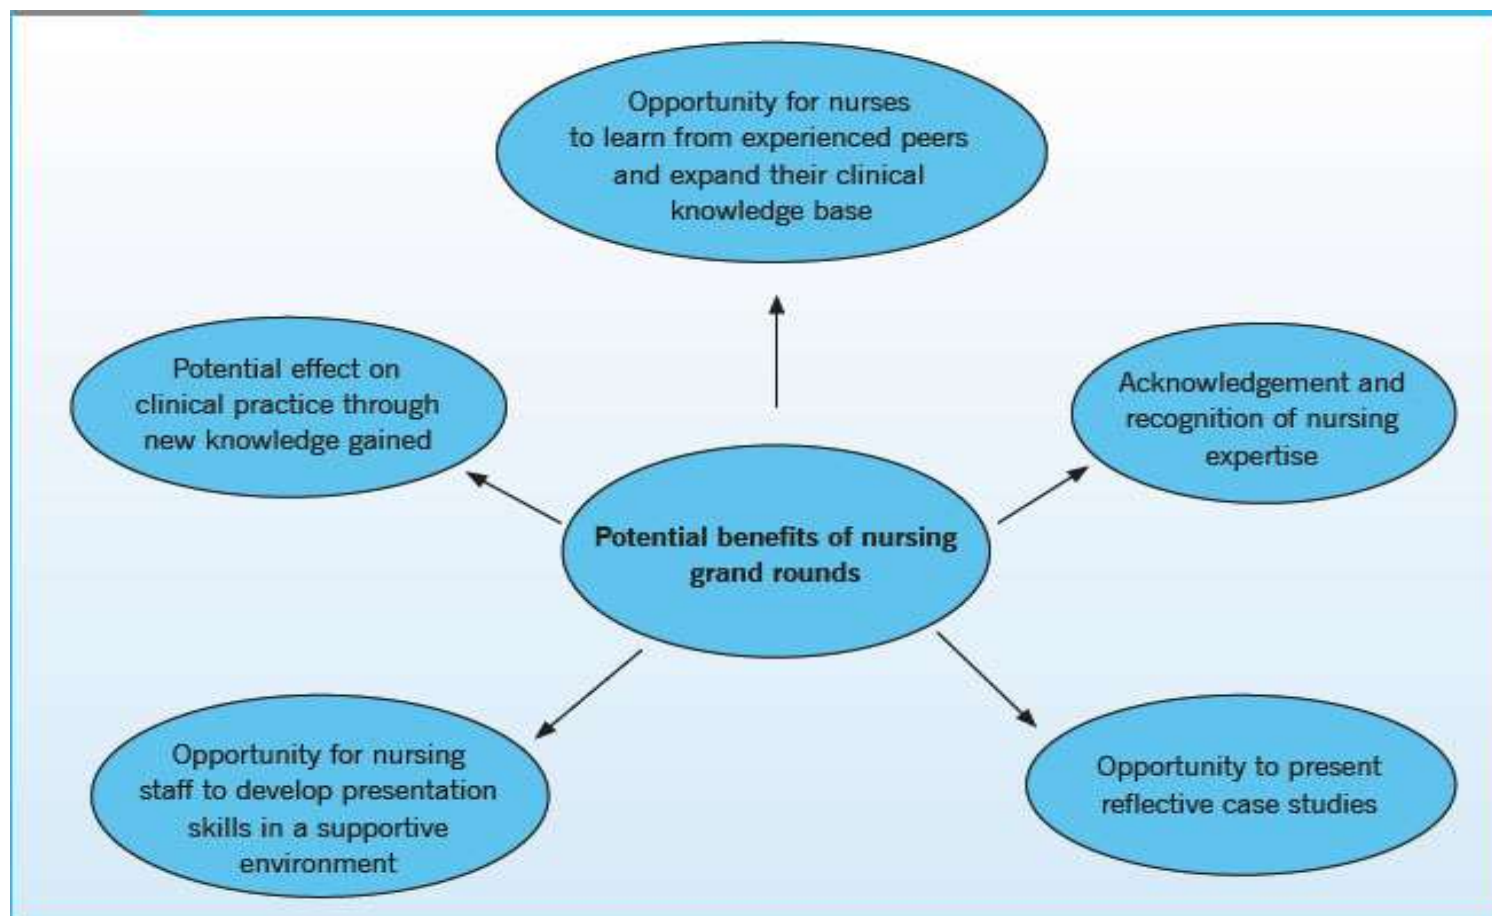 Opportunity for nurses
to learn from experienced peers
and expand their clinical
knowledge base
Potential effect on
clinical practice through
new knowledge gained
Acknowledgement and
recognition of nursing
expertise
Potential benefits of nursing
grand rounds
Opportunity for nursing
staff to develop presentation
skills in a supportive
environment
Opportunity to present
reflective case studies